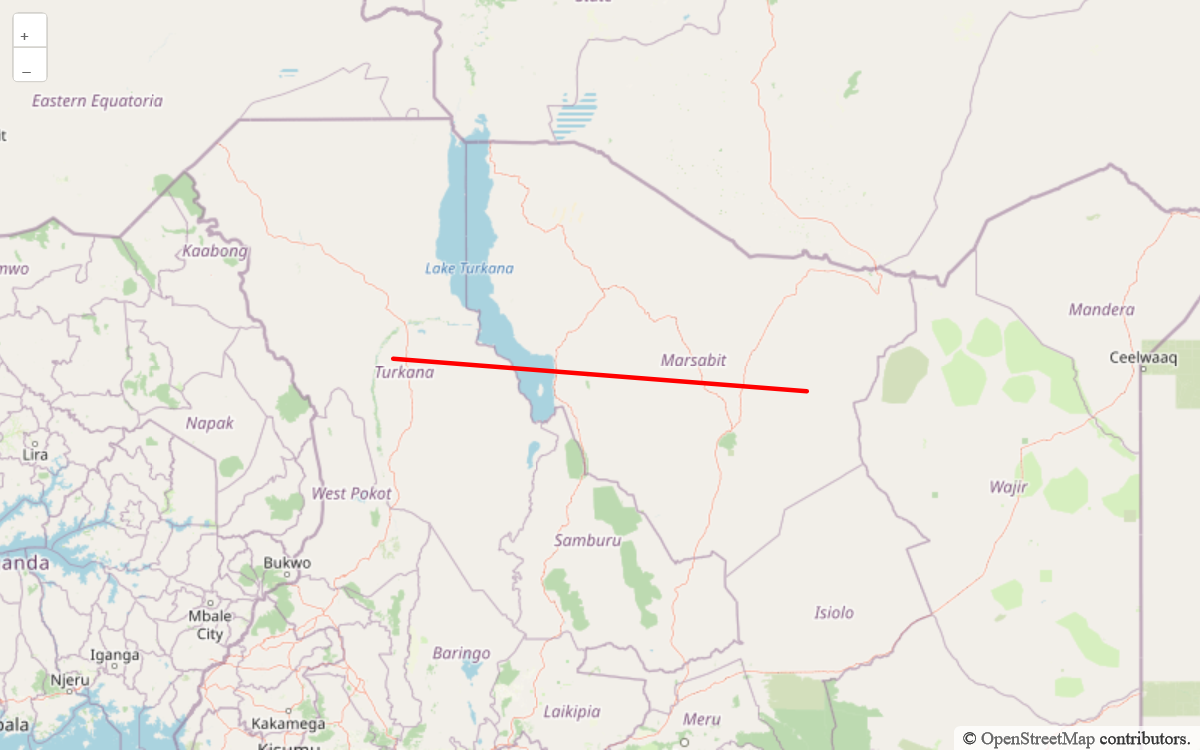 +
–
Eastern Equatoria
Kaabong
Lake Turkana
Mandera
Ceelwaaq
Marsabit
Turkana
Napak
Lira
West Pokot
Wajir
Samburu
Bukwo
Mbale
City
Isiolo
Iganga
Baringo
Njeru
Laikipia
Meru
Kakamega
Kisumu
© OpenStreetMap contributors.